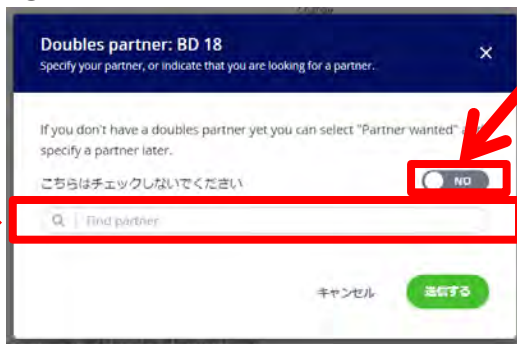 Doubles partner: BD 18
Specify your partner, or indicate that you are looking for a partner.
If you don't have a doubles partner yet you can select "Partner wanted"
specify a partner later.
こちらはチェックしないでください
NO
Find partner
キャンセル
送信する